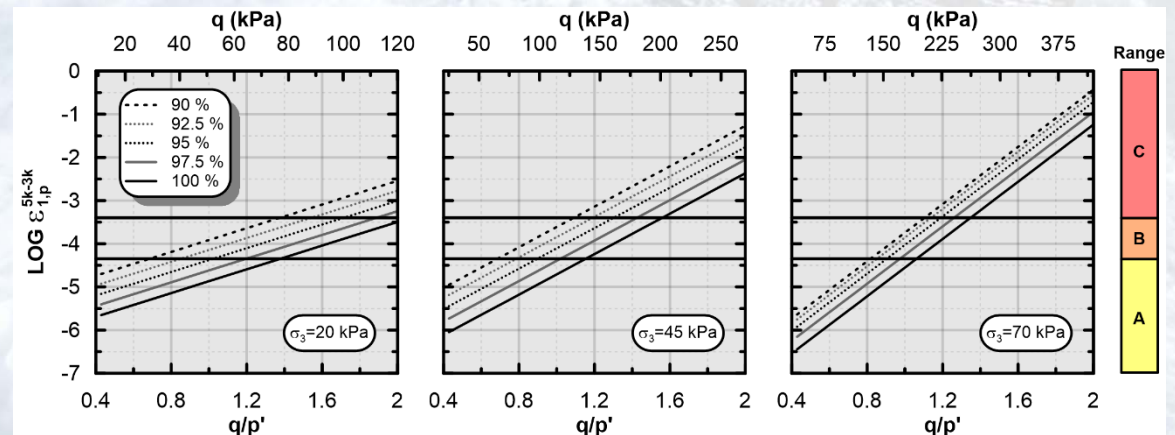 q (kPa) q (kPa) q (kPa)
20 40 60 80 100 120 50 100 150 200 250 75 150 225 300 375 Range
0
-1
-2
-3
-4
-5
-6
-7
LOG ε1,p 5k-3k
90 %
92.5 %
95 %
97.5 %
100 %
σ3=20 kPa σ3=45 kPa σ3=70 kPa
C
B
A
0.4 0.8 1.2 1.6 2 0.4 0.8 1.2 1.6 2 0.4 0.8 1.2 1.6 2
q/p' q/p' q/p'